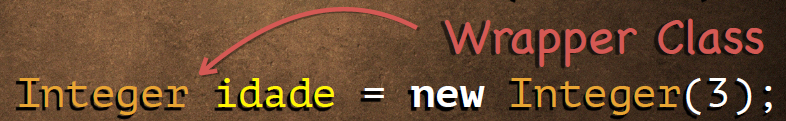 Wrapper Class
Integer idade = new Integer(3);